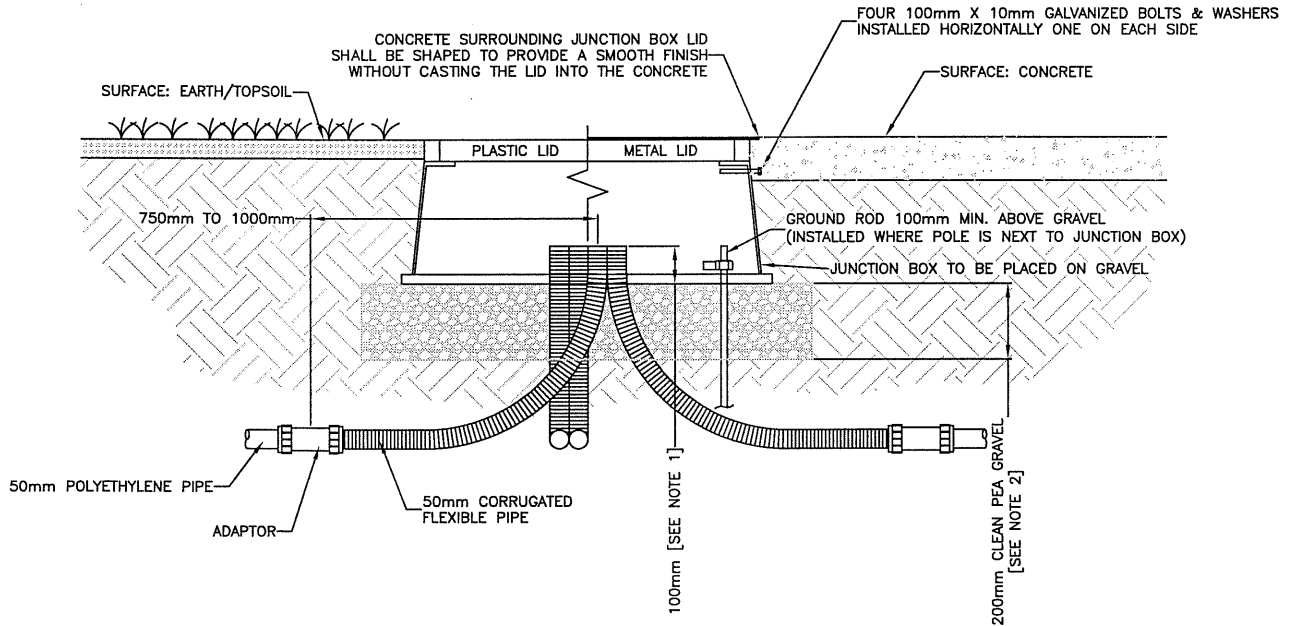 FOUR 100mm X 10mm GALVANIZED BOLTS & WASHERS
INSTALLED HORIZONTALLY ONE ON EACH SIDE
CONCRETE SURROUNDING JUNCTION BOX LID
SHALL BE SHAPED TO PROVIDE A SMOOTH FINISH
WITHOUT CASTING THE LID INTO THE CONCRETE
SURFACE: CONCRETE
SURFACE: EARTH/TOPSOIL
PLASTIC LID
METAL LID
750mm TO 1000mm
GROUND ROD 100mm MIN. ABOVE GRAVEL
(INSTALLED WHERE POLE IS NEXT TO JUNCTION BOX)
JUNCTION BOX TO BE PLACED ON GRAVEL
50mm POLYETHYLENE PIPE
ADAPTOR
50mm CORRUGATED
FLEXIBLE PIPE
100mm [SEE NOTE 1]
200mm CLEAN PEA GRAVEL
[SEE NOTE 2]